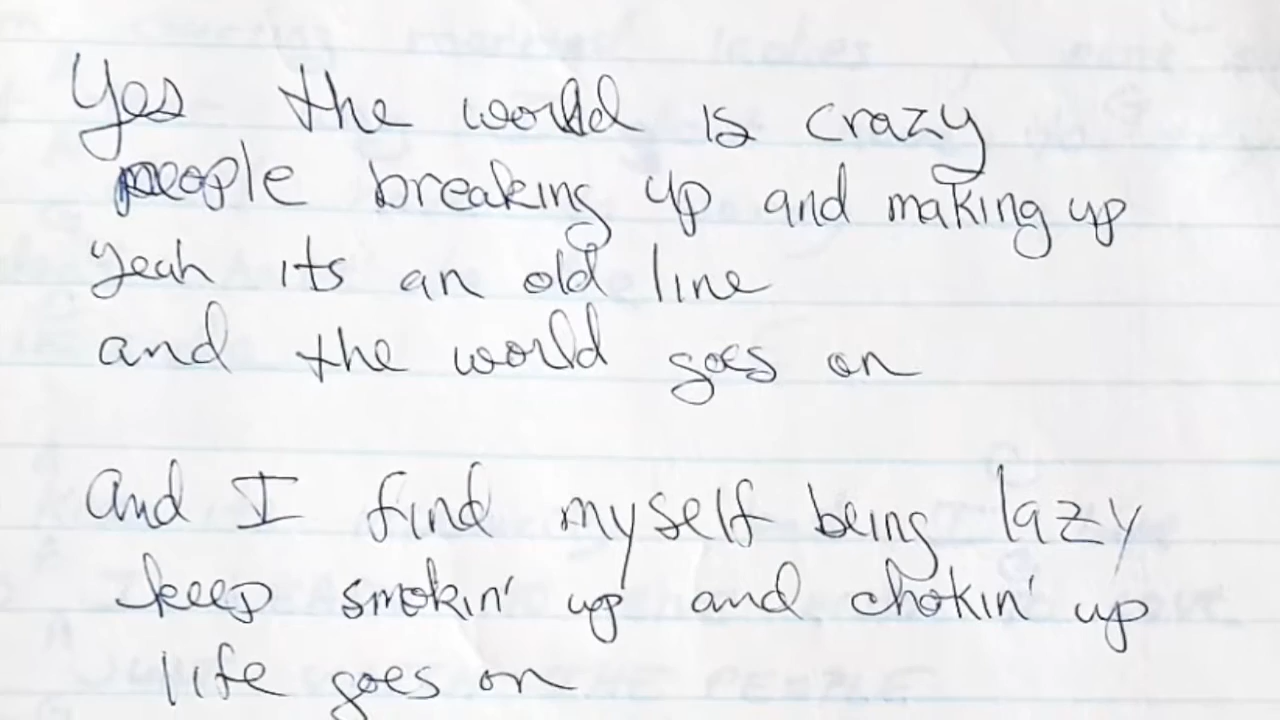 Yes the world is crazy
people breaking up and making up
yeah its an old line
and the world goes on
and I find myself being lazy
keep smokin' up and chokin' up
life goes on